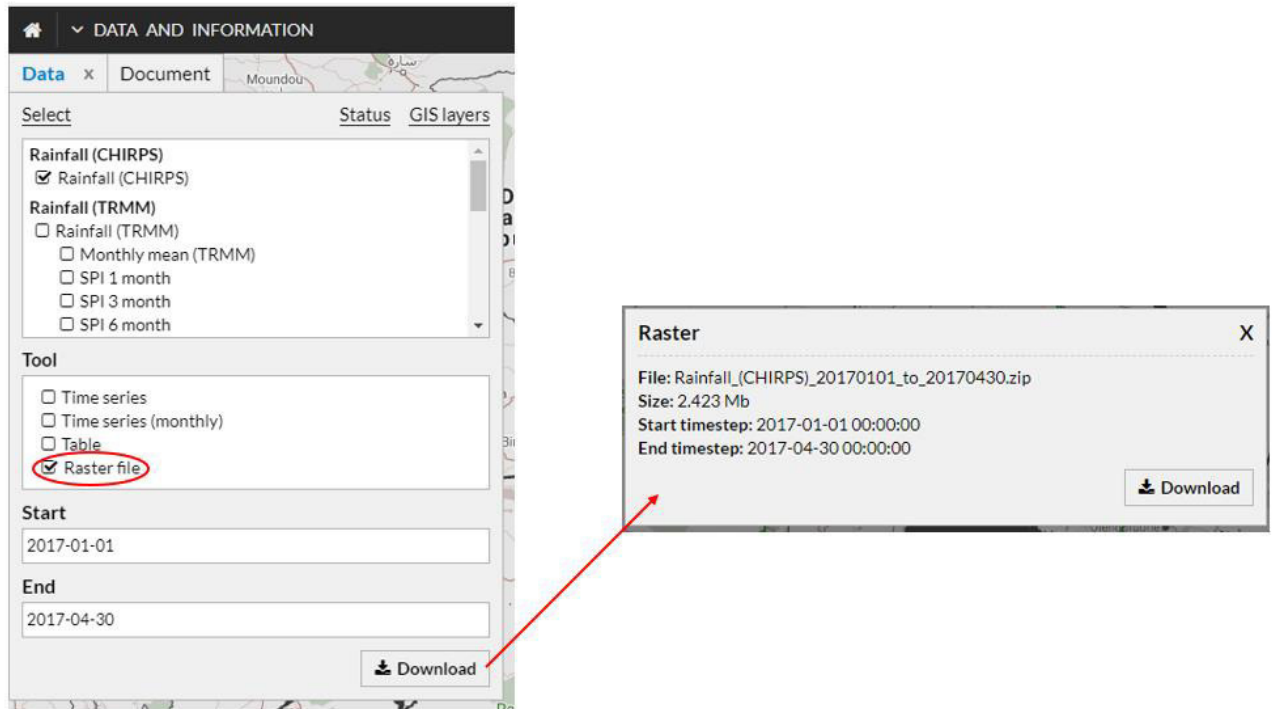 DATA AND INFORMATION
Data x Document
Moundou
سارة
Select Status GIS layers
Rainfall (CHIRPS)
Rainfall (CHIRPS)
Rainfall (TRMM)
Rainfall (TRMM)
Monthly mean (TRMM)
SPI 1 month
SPI 3 month
SPI 6 month
Tool
Time series
Time series (monthly)
Table
Raster file
Start
2017-01-01
End
2017-04-30
Download
Raster X
File: Rainfall_(CHIRPS)_20170101_to_20170430.zip
Size: 2.423 Mb
Start timestep: 2017-01-01 00:00:00
End timestep: 2017-04-30 00:00:00
Download